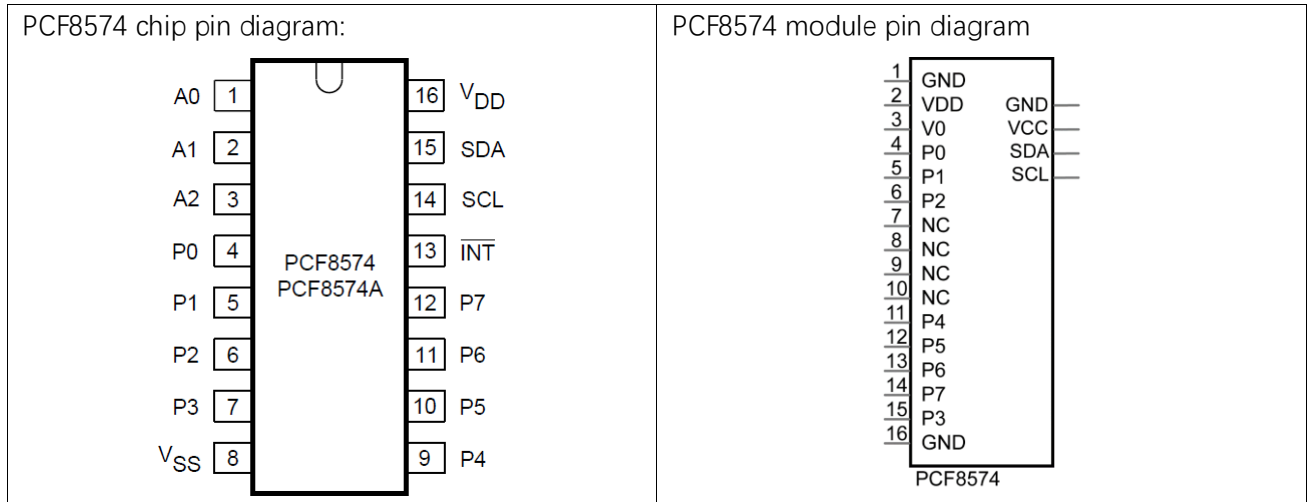 PCF8574 chip pin diagram:
A0 1 16 VDD
A1 2 15 SDA
A2 3 14 SCL
P0 4 13 INT
PCF8574
PCF8574A
P1 5 12 P7
P2 6 11 P6
P3 7 10 P5
VSS 8 9 P4
PCF8574 module pin diagram
1 GND
2 VDD GND
3 V0 VCC
4 P0 SDA
5 P1 SCL
6 P2
7 NC
8 NC
9 NC
10 NC
11 P4
12 P5
13 P6
14 P7
15 P3
16 GND
PCF8574